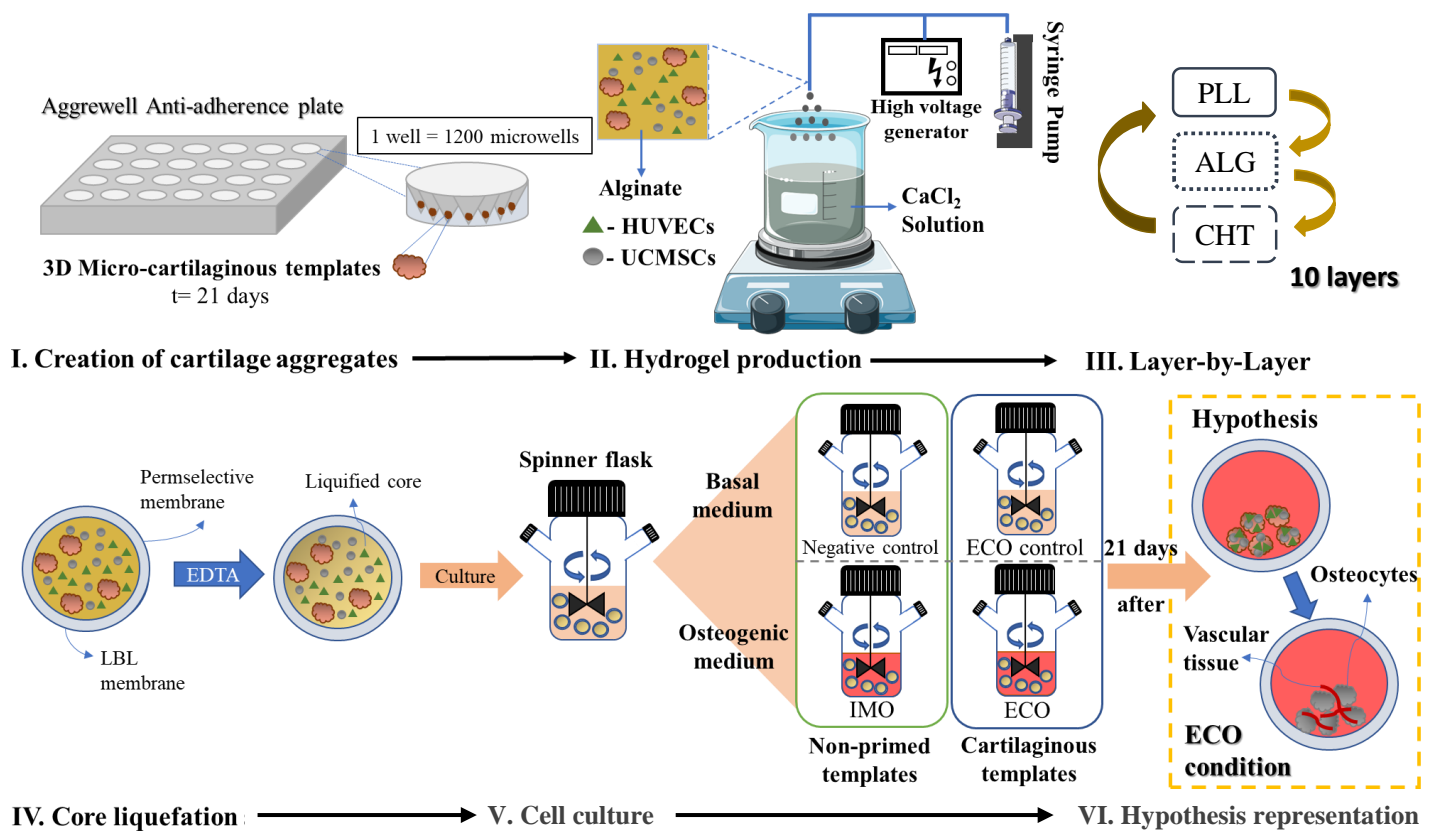 Aggrewell Anti-adherence plate
1 well = 1200 microwells
3D Micro-cartilaginous templates
t= 21 days
Alginate
- HUVECs
- UCMSCs
High voltage
generator
Syringe Pump
CaCl₂
Solution
PLL
ALG
CHT
10 layers
I. Creation of cartilage aggregates
II. Hydrogel production
III. Layer-by-Layer
Permselective
membrane
LBL
membrane
EDTA
Liquified core
Culture
Spinner flask
Basal
medium
Osteogenic
medium
Negative control
ECO control
IMO
ECO
Non-primed
templates
Cartilaginous
templates
21 days
after
Hypothesis
Osteocytes
Vascular
tissue
ECO
condition
IV. Core liquefation
V. Cell culture
VI. Hypothesis representation